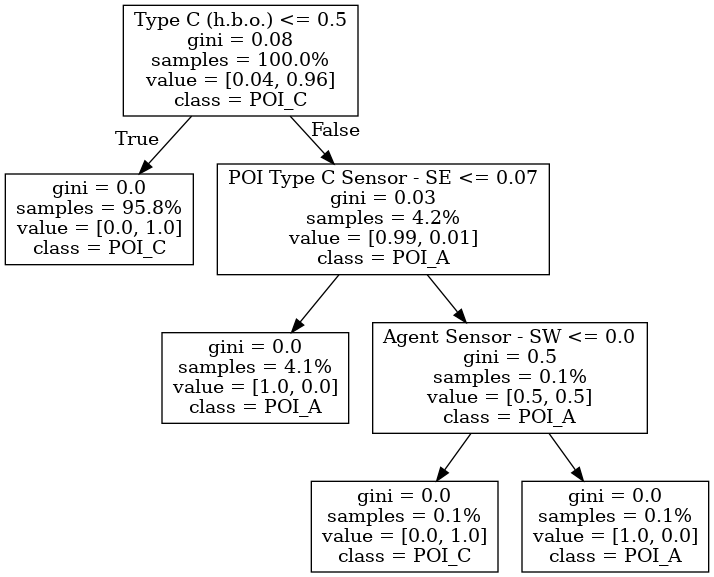 Type C (h.b.o.) <= 0.5
gini = 0.08
samples = 100.0%
value = [0.04, 0.96]
class = POI_C
True
False
gini = 0.0
samples = 95.8%
value = [0.0, 1.0]
class = POI_C
POI Type C Sensor - SE <= 0.07
gini = 0.03
samples = 4.2%
value = [0.99, 0.01]
class = POI_A
gini = 0.0
samples = 4.1%
value = [1.0, 0.0]
class = POI_A
Agent Sensor - SW <= 0.0
gini = 0.5
samples = 0.1%
value = [0.5, 0.5]
class = POI_A
gini = 0.0
samples = 0.1%
value = [0.0, 1.0]
class = POI_C
gini = 0.0
samples = 0.1%
value = [1.0, 0.0]
class = POI_A